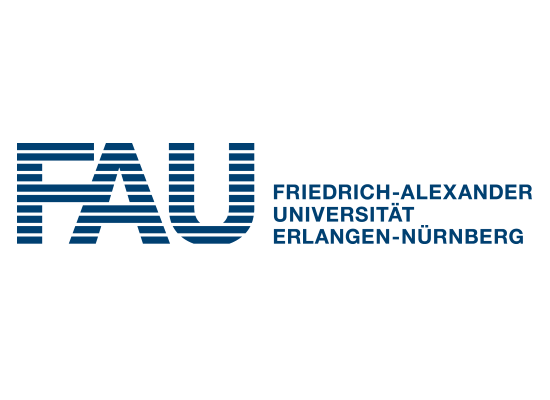 FAU
FRIEDRICH-ALEXANDER
UNIVERSITÄT
ERLANGEN-NÜRNBERG